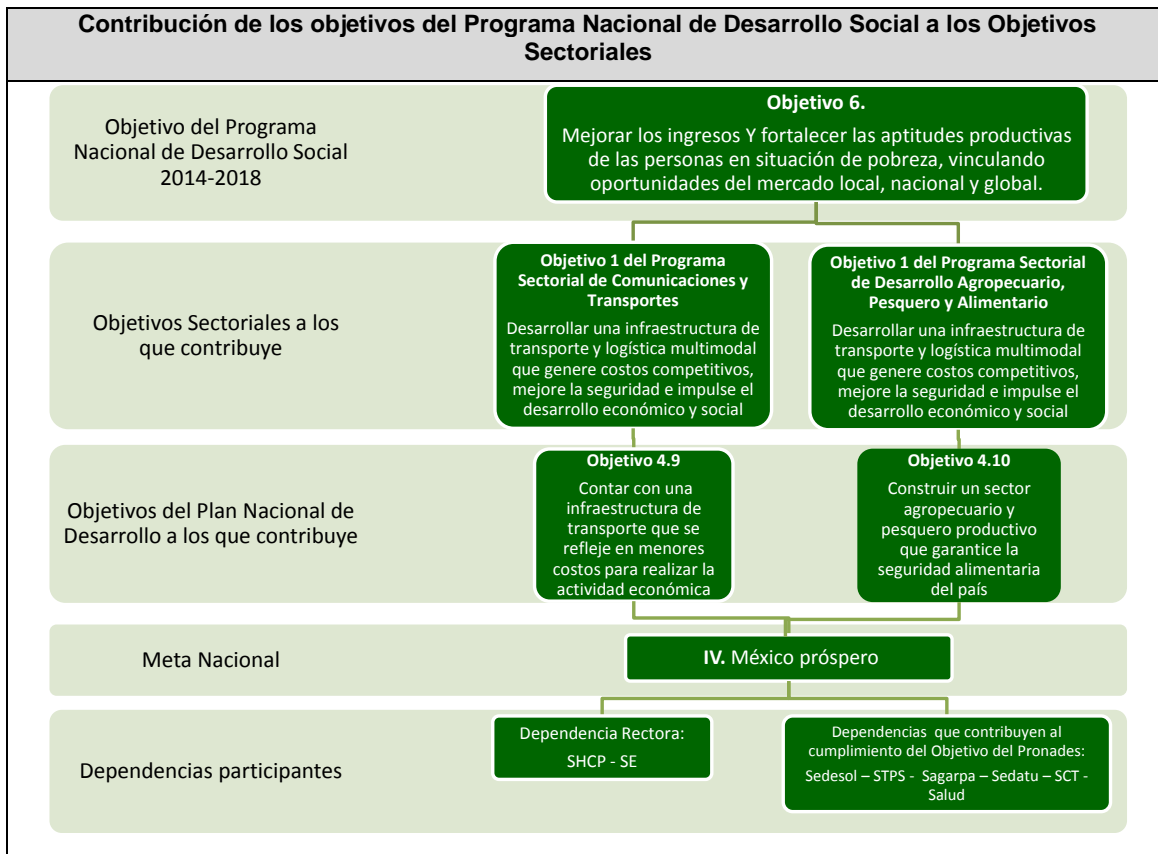 Contribución de los objetivos del Programa Nacional de Desarrollo Social a los Objetivos
Sectoriales
Objetivo del Programa
Nacional de Desarrollo Social
2014-2018
Objetivo 6.
Mejorar los ingresos Y fortalecer las aptitudes productivas
de las personas en situación de pobreza, vinculando
oportunidades del mercado local, nacional y global.
Objetivos Sectoriales a los
que contribuye
Objetivo 1 del Programa
Sectorial de Comunicaciones y
Transportes
Desarrollar una infraestructura de
transporte y logística multimodal
que genere costos competitivos,
mejore la seguridad e impulse el
desarrollo económico y social
Objetivo 1 del Programa Sectorial
de Desarrollo Agropecuario,
Pesquero y Alimentario
Desarrollar una infraestructura de
transporte y logística multimodal
que genere costos competitivos,
mejore la seguridad e impulse el
desarrollo económico y social
Objetivos del Plan Nacional de
Desarrollo a los que contribuye
Objetivo 4.9
Contar con una
infraestructura de
transporte que se
refleje en menores
costos para realizar la
actividad económica
Objetivo 4.10
Construir un sector
agropecuario y
pesquero productivo
que garantice la
seguridad alimentaria
del país
Meta Nacional
IV. México próspero
Dependencias participantes
Dependencia Rectora:
SHCP - SE
Dependencias que contribuyen al
cumplimiento del Objetivo del Pronades:
Sedesol – STPS - Sagarpa – Sedatu – SCT -
Salud